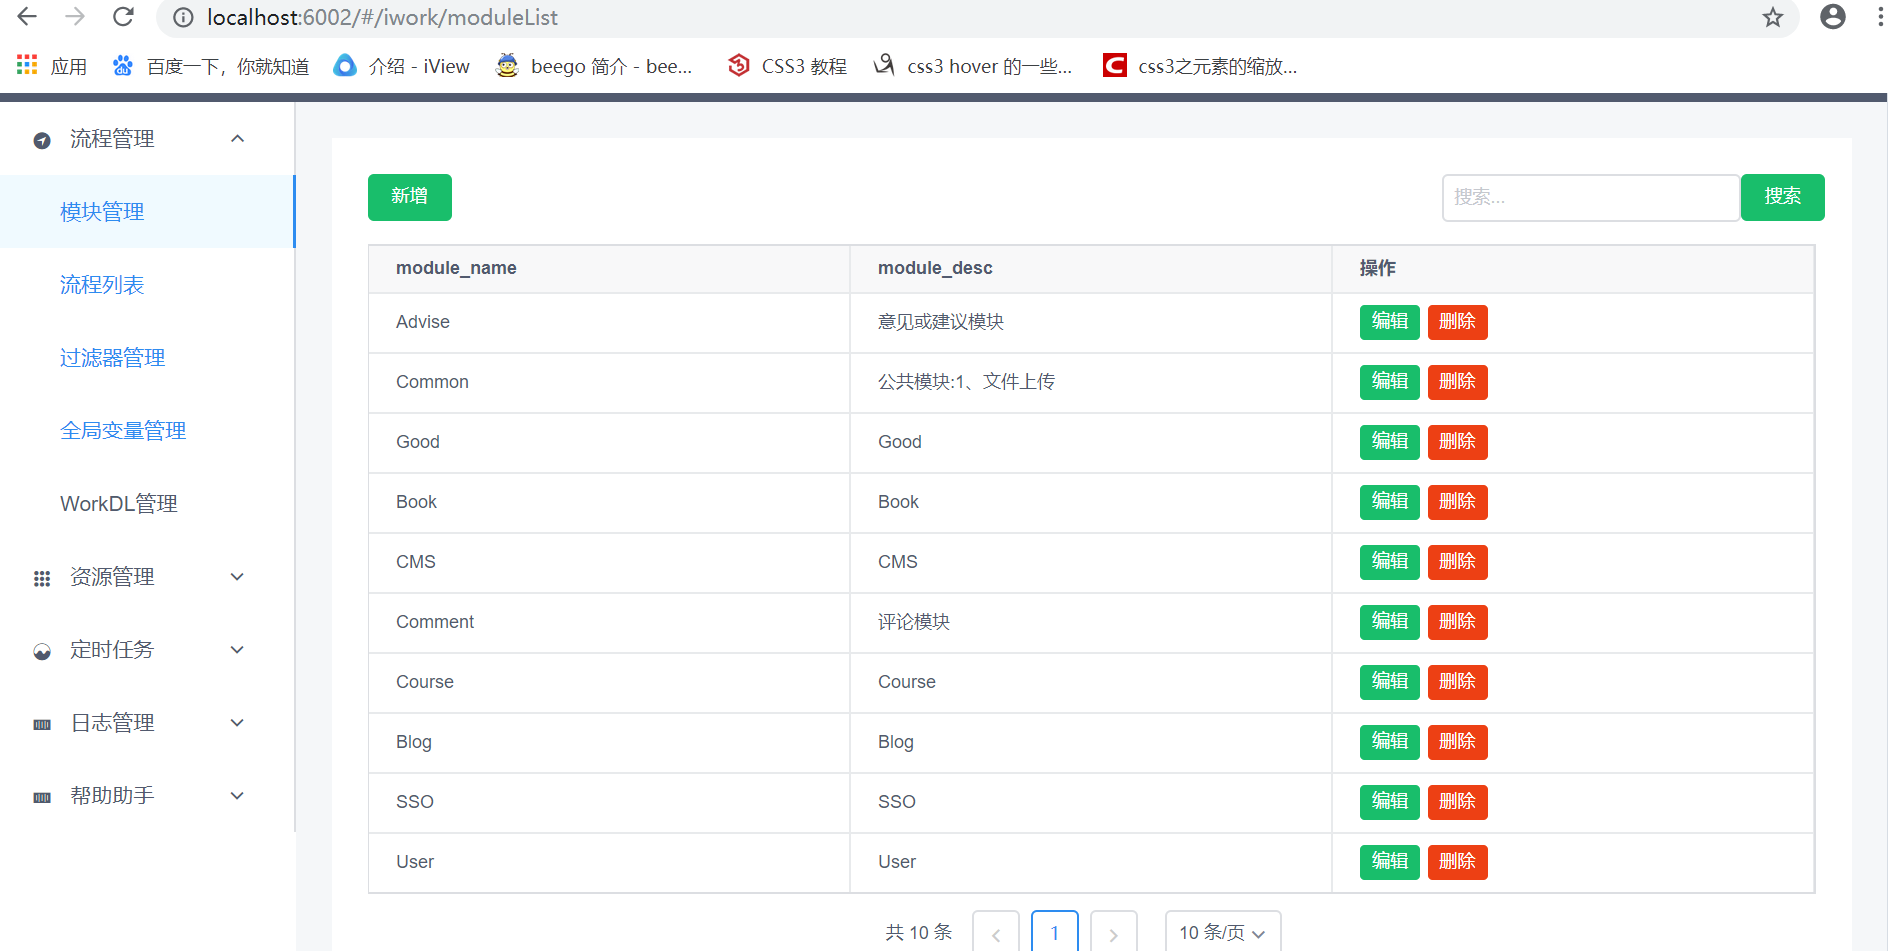 localhost:6002/#/iwork/moduleList
应用 百度一下，你就知道 介绍 - iView beego 简介 - bee... CSS3 教程 css3 hover 的一些... css3之元素的缩放...
流程管理
模块管理
流程列表
过滤器管理
全局变量管理
WorkDL管理
资源管理
定时任务
日志管理
帮助助手
新增 搜索... 搜索
module_name module_desc 操作
Advise 意见或建议模块 编辑 删除
Common 公共模块:1、文件上传 编辑 删除
Good Good 编辑 删除
Book Book 编辑 删除
CMS CMS 编辑 删除
Comment 评论模块 编辑 删除
Course Course 编辑 删除
Blog Blog 编辑 删除
SSO SSO 编辑 删除
User User 编辑 删除
共 10 条 1 10 条/页